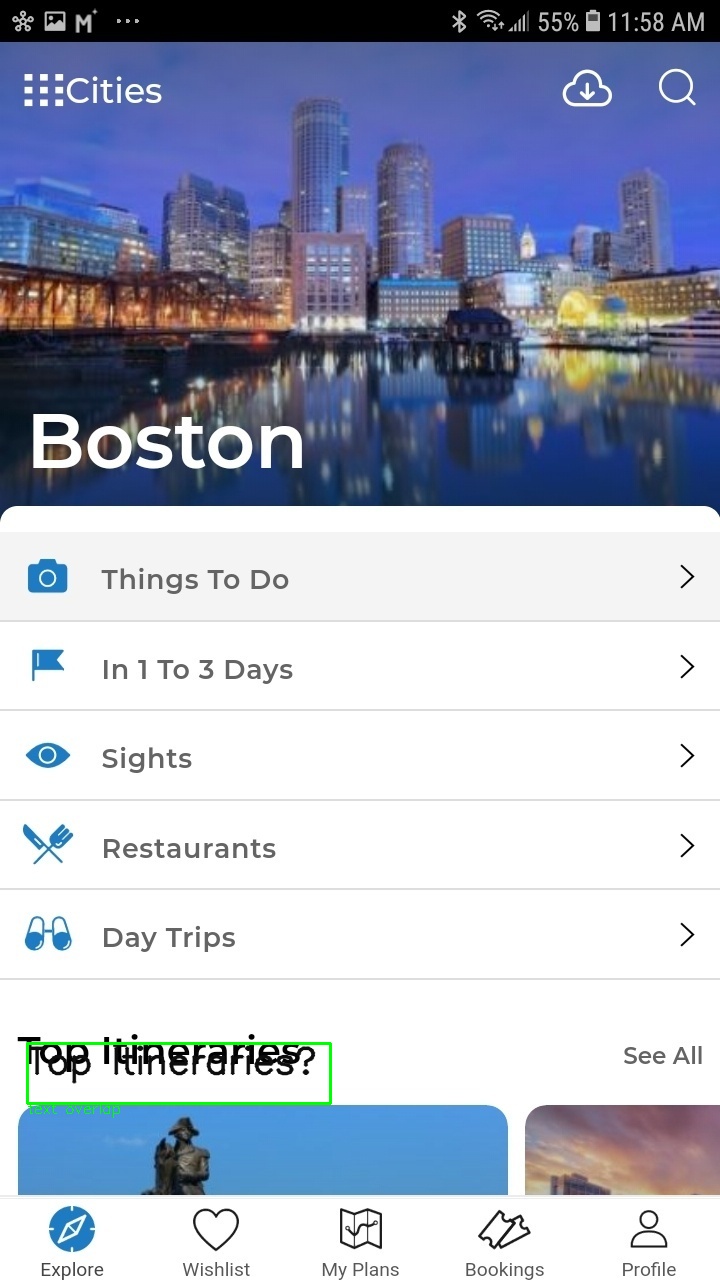 55% 11:58 AM
Cities
Boston
Things To Do
In 1 To 3 Days
Sights
Restaurants
Day Trips
Top Itineraries
Top Itineraries?
See All
text overlap
Explore Wishlist My Plans Bookings Profile